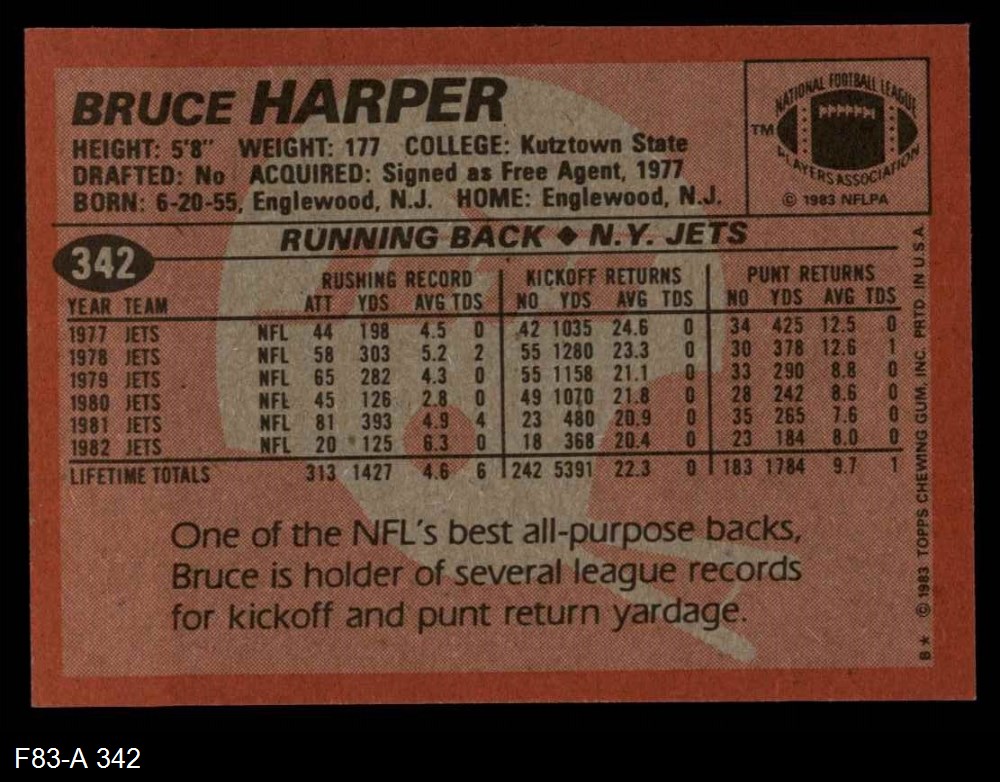 BRUCE HARPER
HEIGHT: 5'8" WEIGHT: 177 COLLEGE: Kutztown State
DRAFTED: No ACQUIRED: Signed as Free Agent, 1977
BORN: 6-20-55, Englewood, N.J. HOME: Englewood, N.J.
NATIONAL FOOTBALL LEAGUE
PLAYERS
TM
PLAYERS ASSOCIATION
© 1983 NFLPA
342
RUNNING BACK ◆ N.Y. JETS
RUSHING RECORD KICKOFF RETURNS PUNT RETURNS
YEAR TEAM ATT YDS AVG TDS NO YDS AVG TDS NO YDS AVG TDS
1977 JETS NFL 44 198 4.5 0 42 1035 24.6 0 34 425 12.5 0
1978 JETS NFL 58 303 5.2 2 55 1280 23.3 0 30 378 12.6 1
1979 JETS NFL 65 282 4.3 0 55 1158 21.1 0 33 290 8.8 0
1980 JETS NFL 45 126 2.8 0 49 1070 21.8 0 28 242 8.6 0
1981 JETS NFL 81 393 4.9 4 23 480 20.9 0 35 265 7.6 0
1982 JETS NFL 20 125 6.3 0 18 368 20.4 0 23 184 8.0 0
LIFETIME TOTALS 313 1427 4.6 6 242 5391 22.3 0 183 1784 9.7 1
One of the NFL's best all-purpose backs,
Bruce is holder of several league records
for kickoff and punt return yardage.
B* © 1983 TOPPS CHEWING GUM, INC. PRTD. IN U.S.A.
F83-A 342